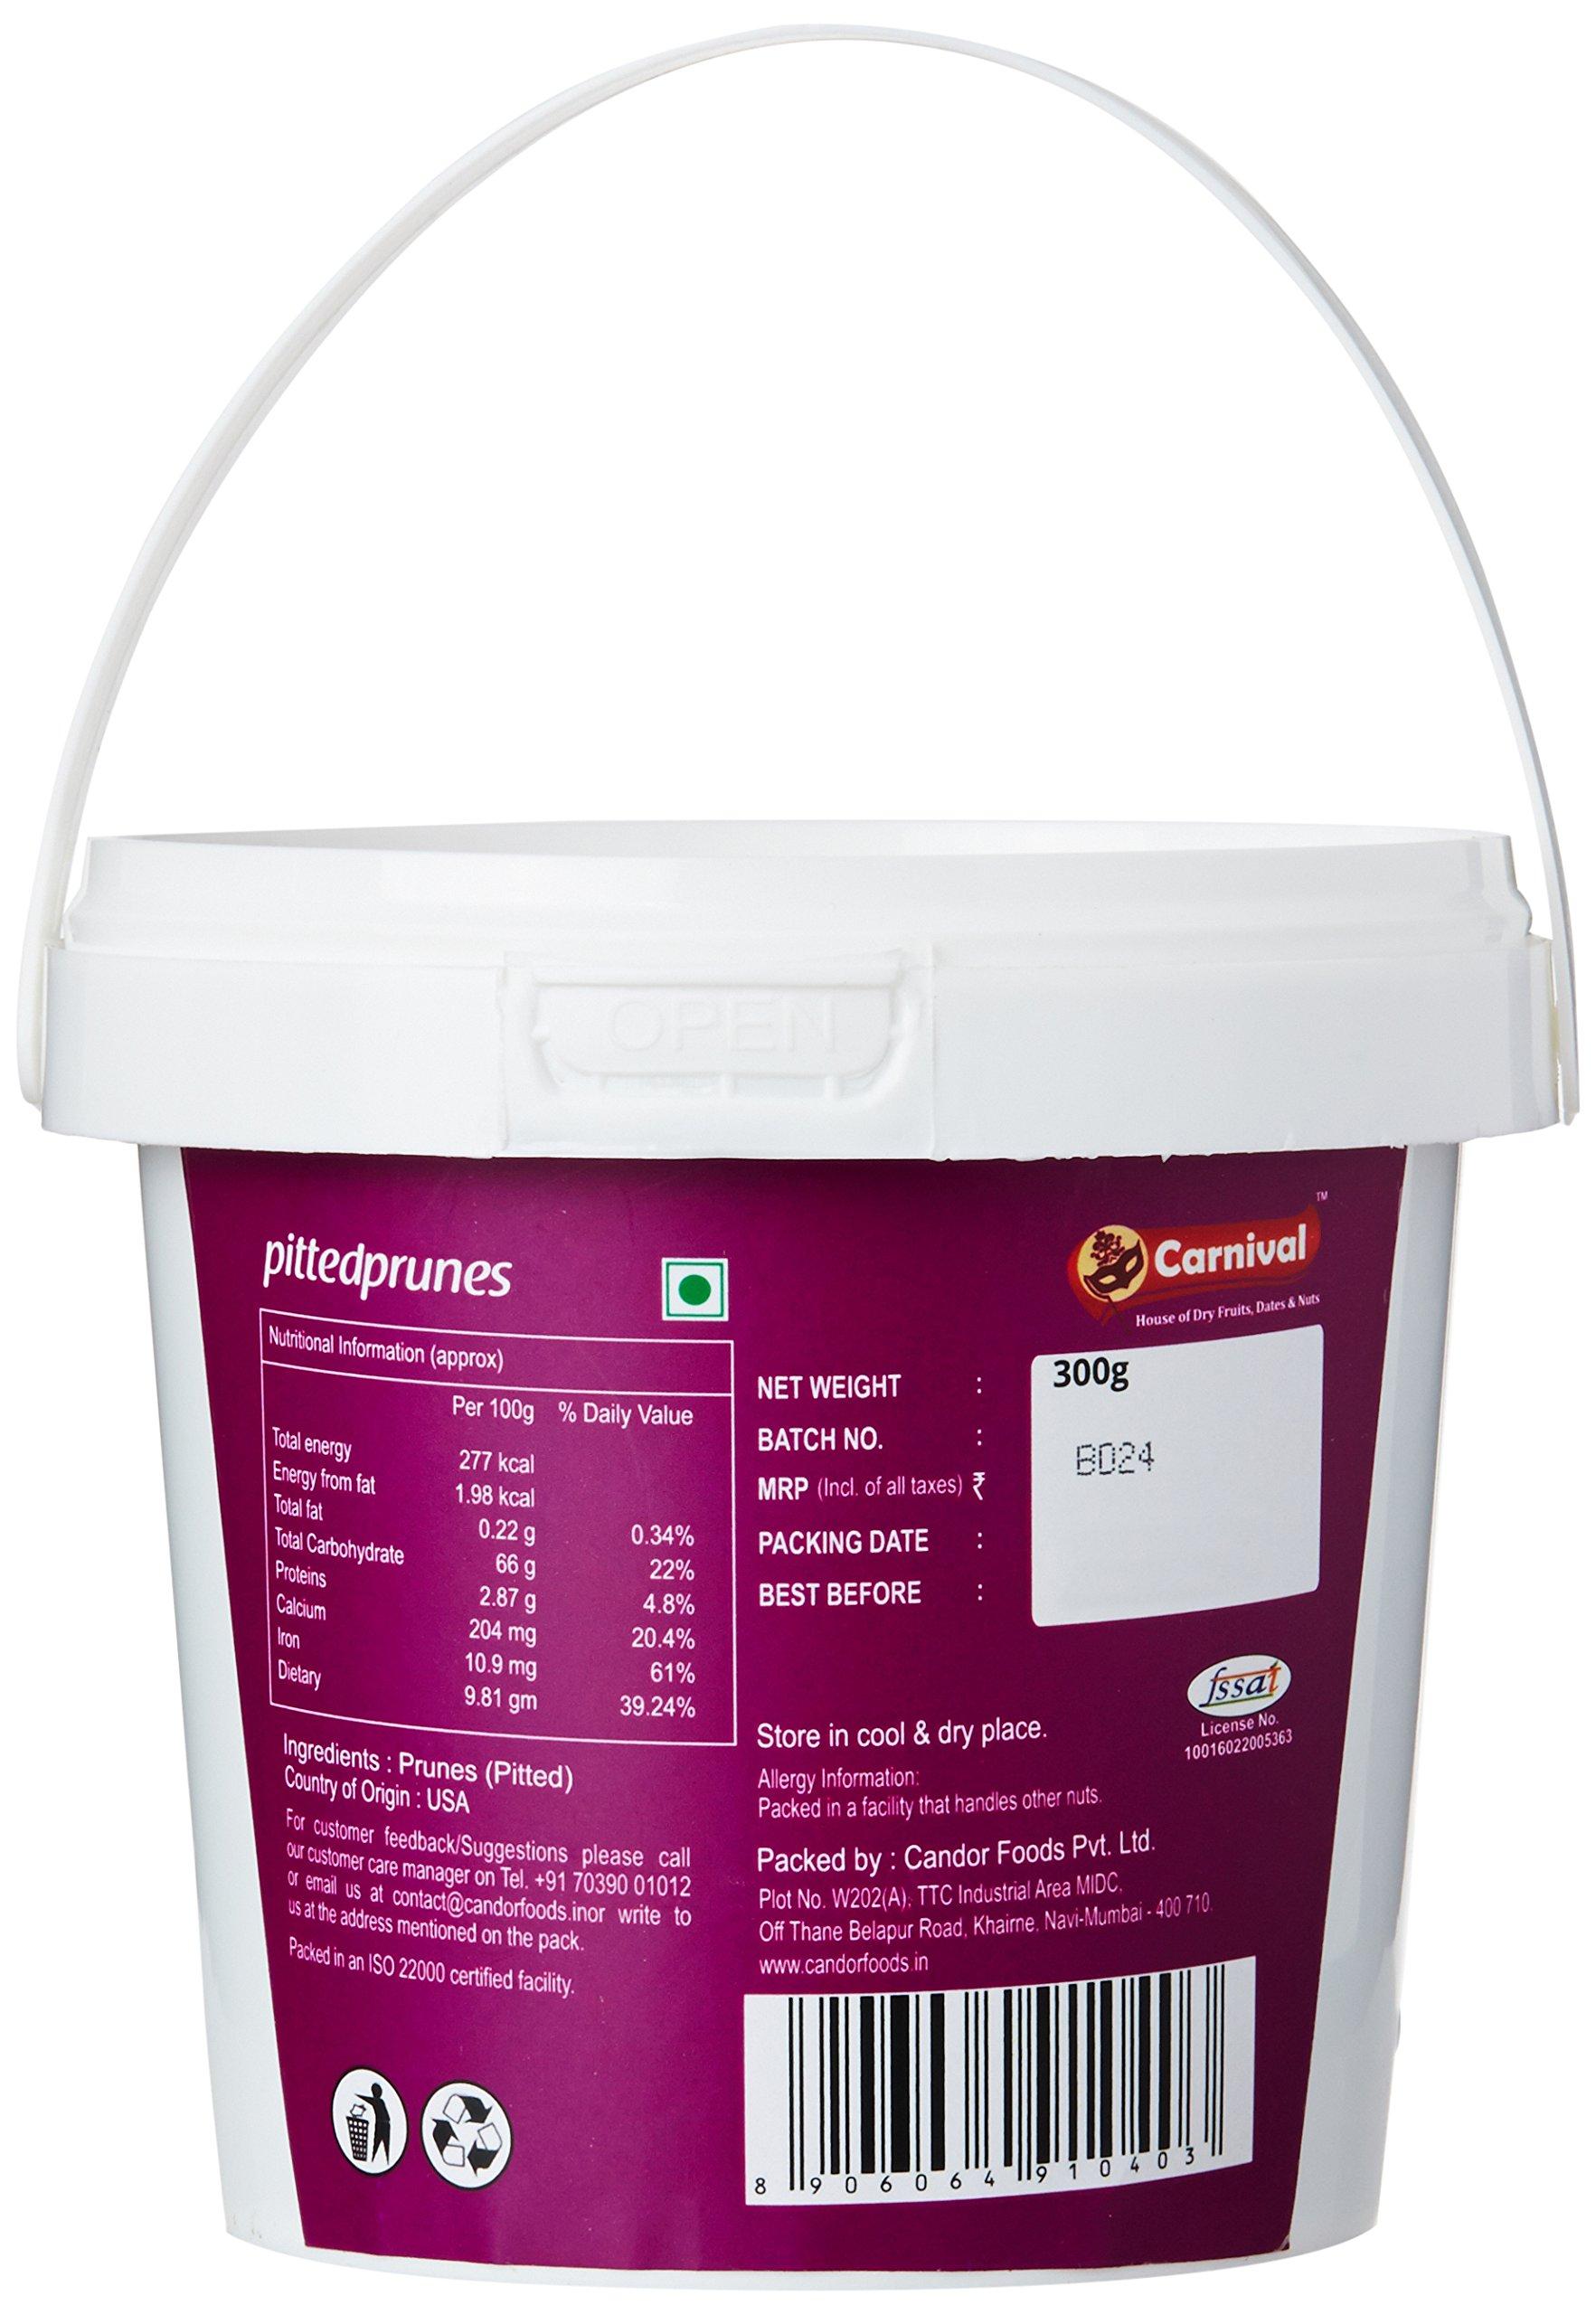 OPEN
pittedprunes
Nutritional Information (approx)
Per 100g % Daily Value
Total energy 277 kcal
Energy from fat 1.98 kcal
Total fat 0.22 g 0.34%
Total Carbohydrate 66 g 22%
Proteins 2.87 g 4.8%
Calcium 204 mg 20.4%
Iron 10.9 mg 61%
Dietary 9.81 gm 39.24%
Ingredients : Prunes (Pitted)
Country of Origin : USA
For customer feedback/Suggestions please call
our customer care manager on Tel. +91 70390 01012
or email us at contact@candorfoods.inor write to
us at the address mentioned on the pack.
Packed in an ISO 22000 certified facility.
TM
Carnival
House of Dry Fruits, Dates & Nuts
NET WEIGHT : 300g
BATCH NO. : BD24
MRP (Incl. of all taxes) ₹
PACKING DATE :
BEST BEFORE :
fssai
License No.
10016022005363
Store in cool & dry place.
Allergy Information:
Packed in a facility that handles other nuts.
Packed by : Candor Foods Pvt. Ltd.
Plot No. W202(A), TTC Industrial Area MIDC,
Off Thane Belapur Road, Khairne, Navi-Mumbai - 400 710.
www.candorfoods.in
8 906064 910403